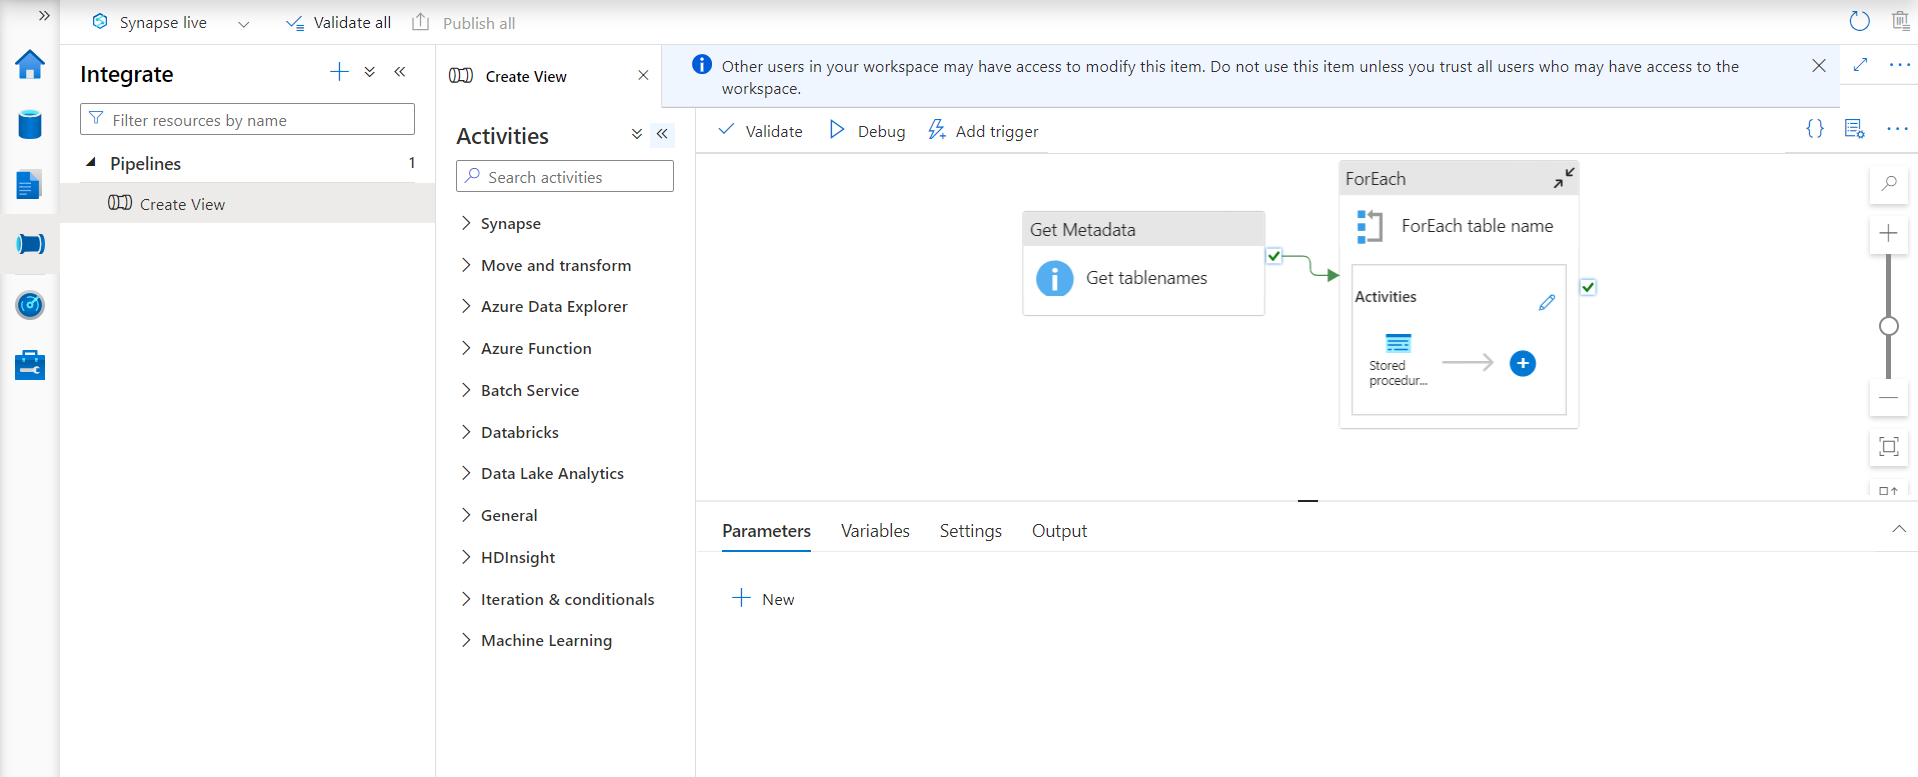 Synapse live
Validate all
Publish all
Integrate
Filter resources by name
Pipelines 1
Create View
Create View
Other users in your workspace may have access to modify this item. Do not use this item unless you trust all users who may have access to the
workspace.
Activities
Search activities
Synapse
Move and transform
Azure Data Explorer
Azure Function
Batch Service
Databricks
Data Lake Analytics
General
HDInsight
Iteration & conditionals
Machine Learning
Validate
Debug
Add trigger
Get Metadata
Get tablenames
ForEach
ForEach table name
Activities
Stored
procedur...
Parameters
Variables
Settings
Output
New